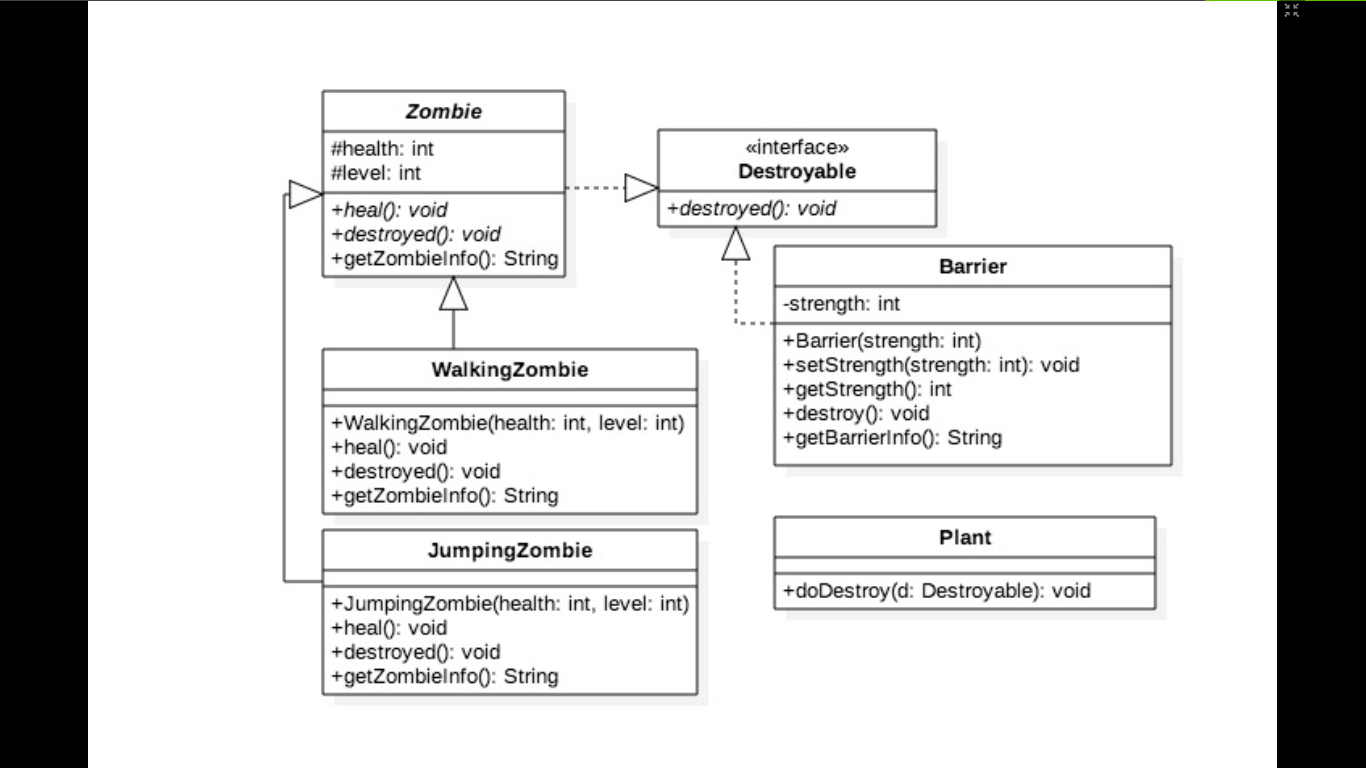 Zombie
#health: int
#level: int
+heal(): void
+destroyed(): void
+getZombieInfo(): String
«interface»
Destroyable
+destroyed(): void
Barrier
-strength: int
+Barrier(strength: int)
+setStrength(strength: int): void
+getStrength(): int
+destroy(): void
+getBarrierInfo(): String
WalkingZombie
+WalkingZombie(health: int, level: int)
+heal(): void
+destroyed(): void
+getZombieInfo(): String
JumpingZombie
+JumpingZombie(health: int, level: int)
+heal(): void
+destroyed(): void
+getZombieInfo(): String
Plant
+doDestroy(d: Destroyable): void